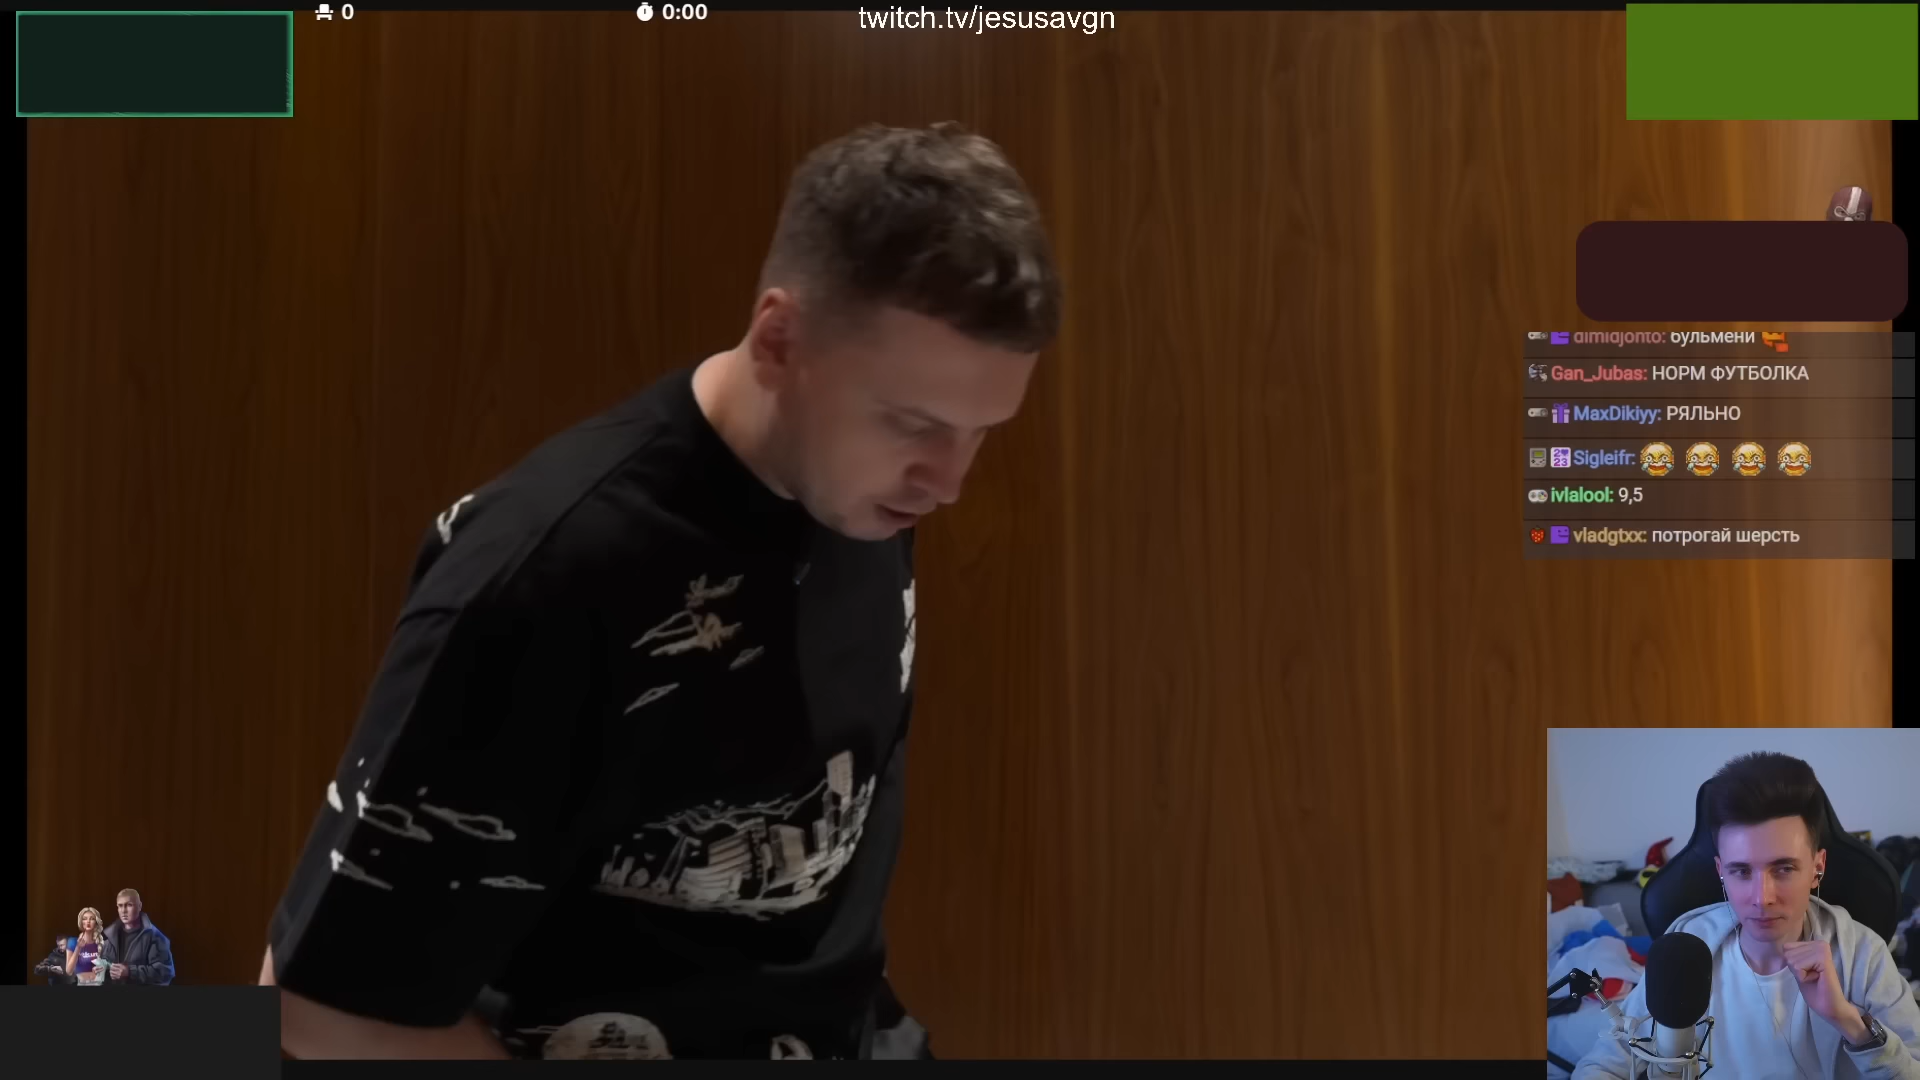 0
0:00
twitch.tv/jesusavgn
dimidjonto: бульмени
Gan_Jubas: НОРМ ФУТБОЛКА
MaxDikiyy: РЯЛЬНО
Sigleifr:
ivlalool: 9,5
vladgtxx: потрогай шерсть